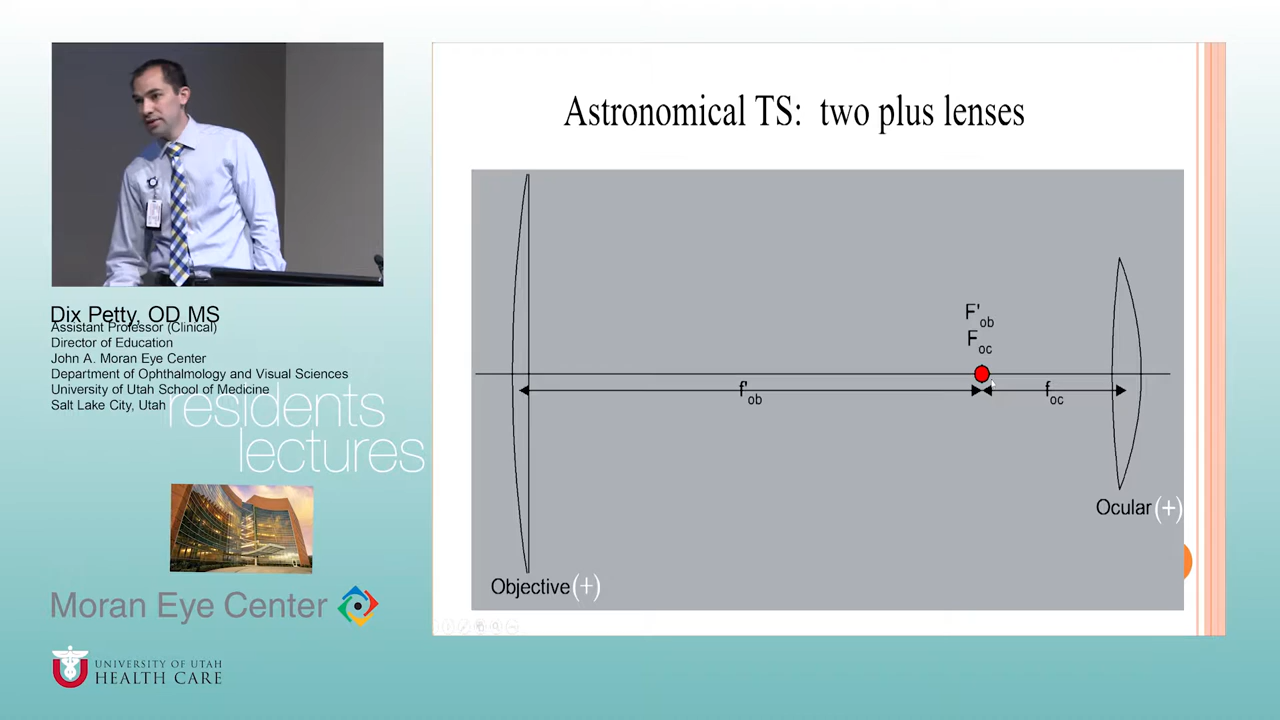 Astronomical TS: two plus lenses
F'ob
Foc
f'ob
foc
Ocular (+)
Objective (+)
Dix Petty, OD MS
Assistant Professor (Clinical)
Director of Education
John A. Moran Eye Center
Department of Ophthalmology and Visual Sciences
University of Utah School of Medicine
Salt Lake City, Utah
residents
lectures
Moran Eye Center
U
UNIVERSITY OF UTAH
HEALTH CARE